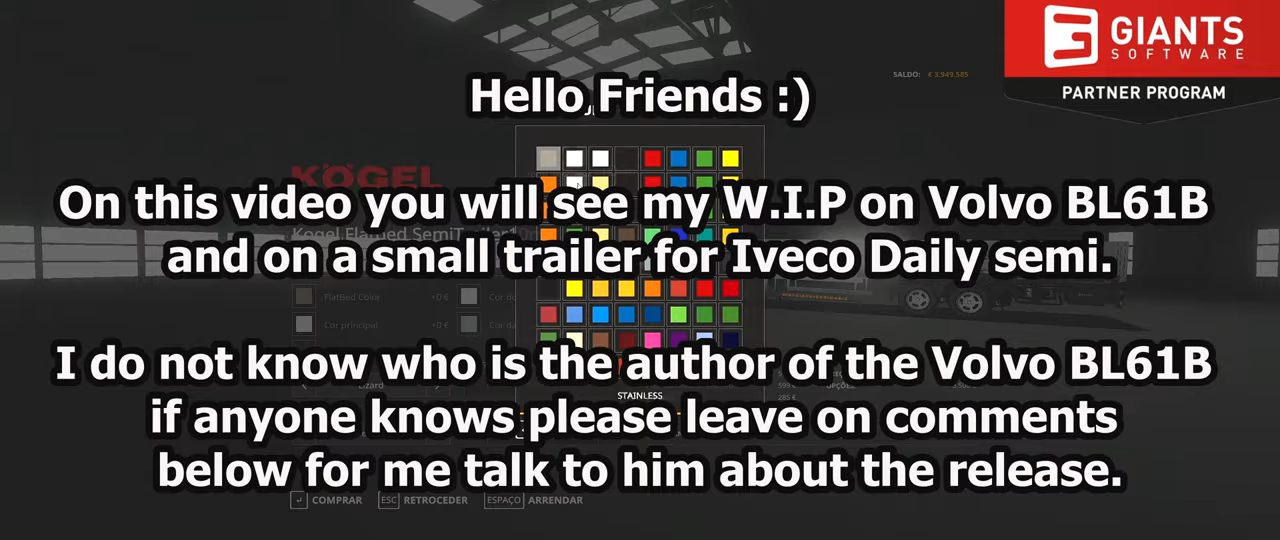 GIANTS
SOFTWARE
PARTNER PROGRAM
SALDO: € 3.949.585
Hello Friends :)
KÖGEL
On this video you will see my W.I.P on Volvo BL61B
and on a small trailer for Iveco Daily semi.
FlatBed Color +0 €
Cor principal +0 €
I do not know who is the author of the Volvo BL61B
Lizard
STAINLESS
if anyone knows please leave on comments
below for me talk to him about the release.
COMPRAR ESC RETROCEDER ESPAÇO ARRENDAR